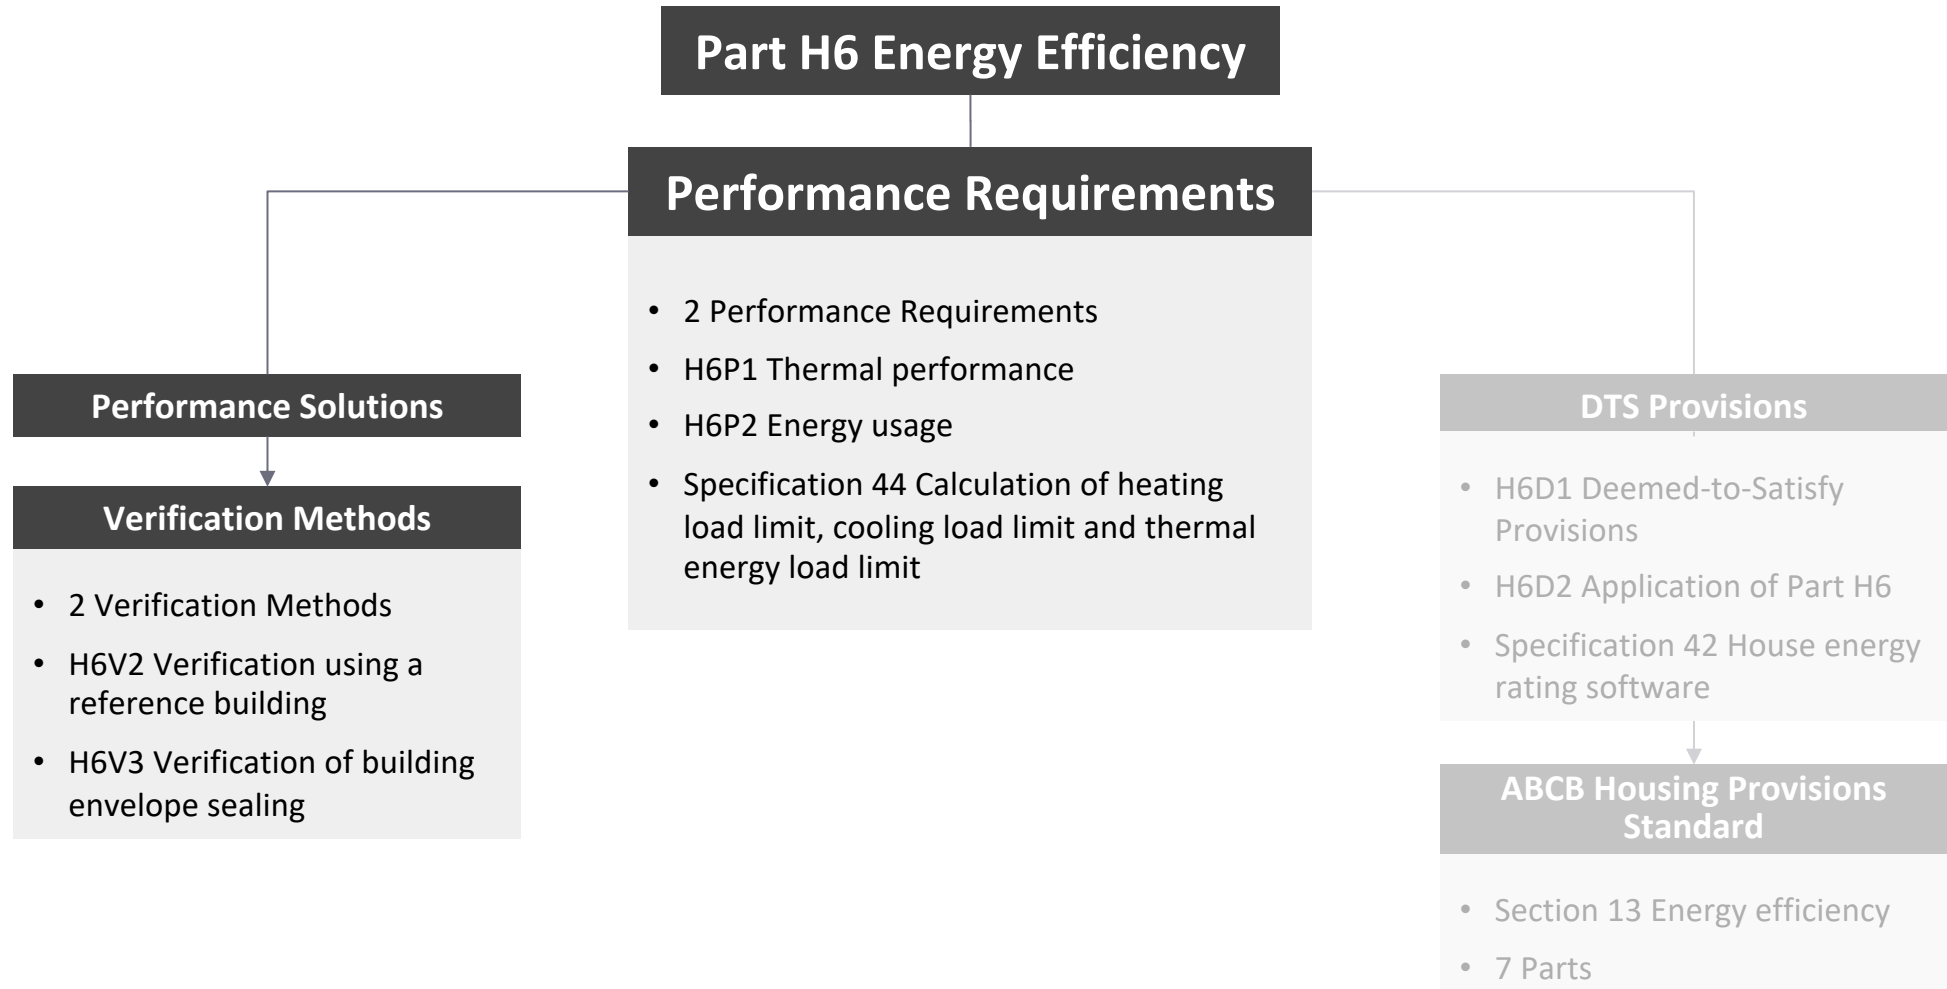 Part H6 Energy Efficiency
Performance Requirements
• 2 Performance Requirements
• H6P1 Thermal performance
• H6P2 Energy usage
• Specification 44 Calculation of heating
load limit, cooling load limit and thermal
energy load limit
Performance Solutions
Verification Methods
• 2 Verification Methods
• H6V2 Verification using a
reference building
• H6V3 Verification of building
envelope sealing
DTS Provisions
• H6D1 Deemed-to-Satisfy
Provisions
• H6D2 Application of Part H6
• Specification 42 House energy
rating software
ABCB Housing Provisions
Standard
• Section 13 Energy efficiency
• 7 Parts